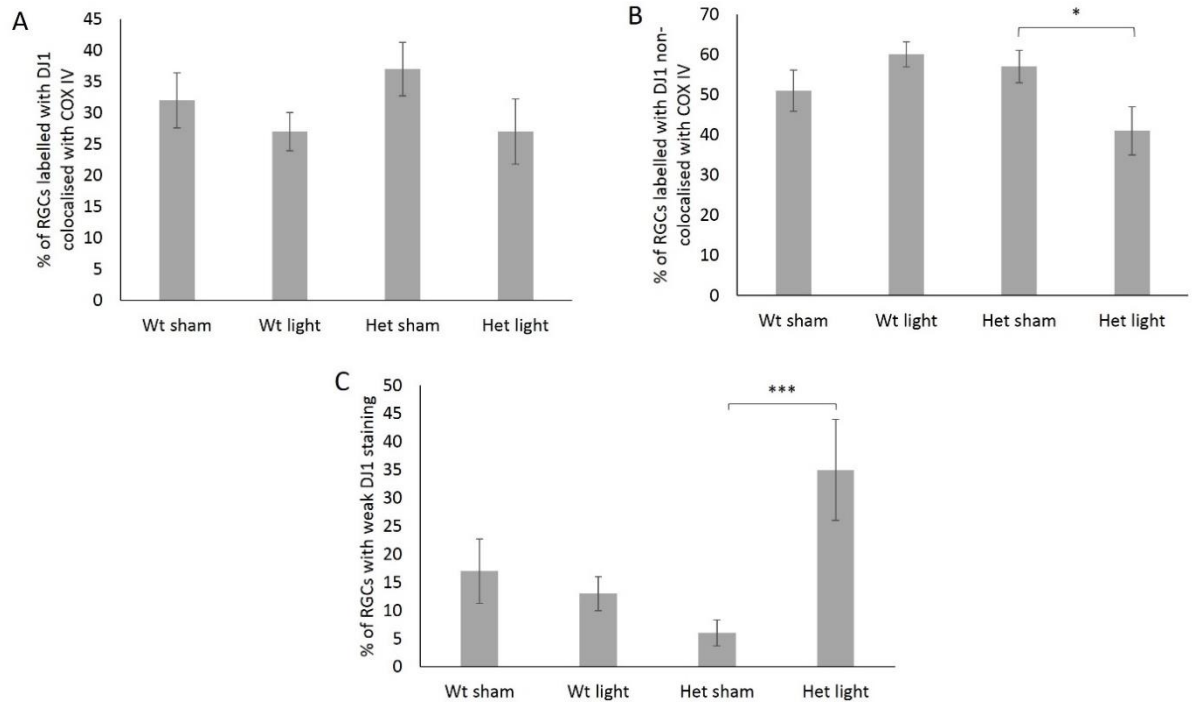 A
% of RGCs labelled with DJ1
colocalised with COX IV
45
40
35
30
25
20
15
10
5
0
Wt sham Wt light Het sham Het light
B
% of RGCs labelled with DJ1 non-
colocalised with COX IV
70
60
50
40
30
20
10
0
*
Wt sham Wt light Het sham Het light
C
% of RGCs with weak DJ1 staining
50
45
40
35
30
25
20
15
10
5
0
***
Wt sham Wt light Het sham Het light